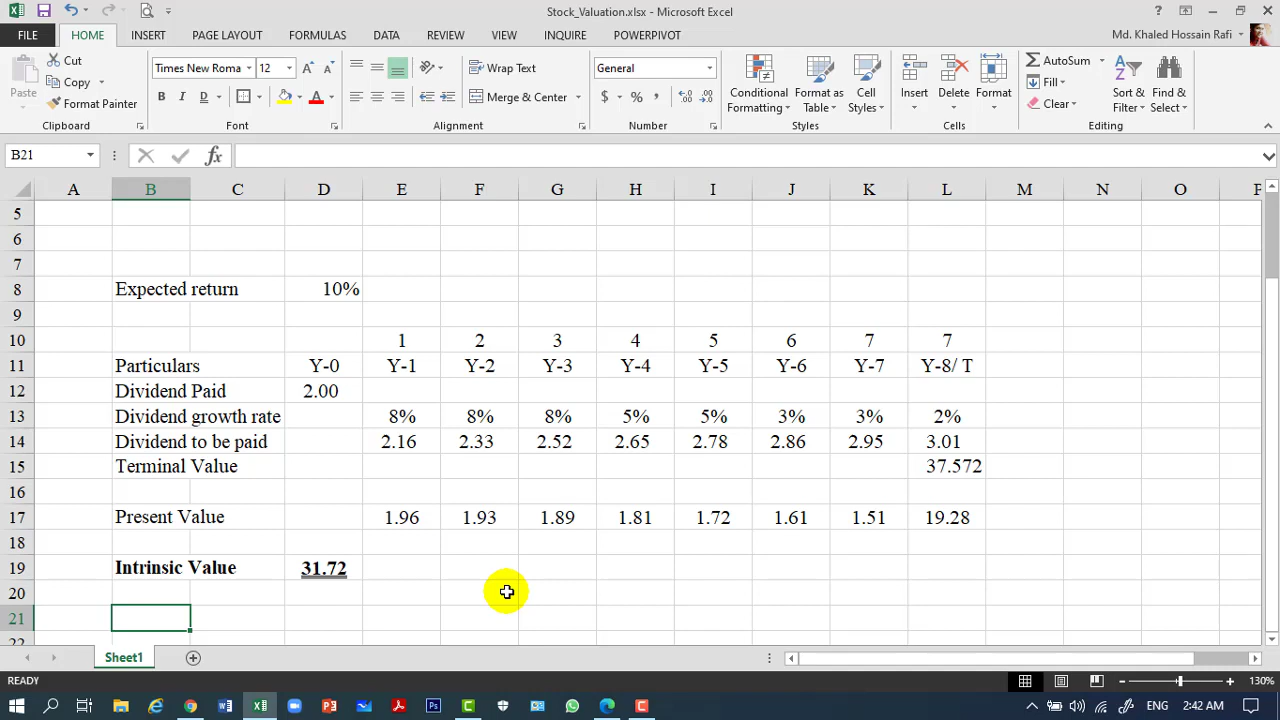 Stock_Valuation.xlsx - Microsoft Excel
FILE HOME INSERT PAGE LAYOUT FORMULAS DATA REVIEW VIEW INQUIRE POWERPIVOT Md. Khaled Hossain Rafi
Paste Cut Copy Format Painter
Times New Roma 12 B I D A
Wrap Text Merge & Center
General $ %
Conditional Formatting Format as Table Cell Styles
Insert Delete Format
AutoSum Fill Clear Sort & Filter Find & Select
Clipboard Font Alignment Number Styles Cells Editing
B21 fx
A B C D E F G H I J K L M N O P
5
6
7
8 Expected return 10%
9
10 1 2 3 4 5 6 7 7
11 Particulars Y-0 Y-1 Y-2 Y-3 Y-4 Y-5 Y-6 Y-7 Y-8/ T
12 Dividend Paid 2.00
13 Dividend growth rate 8% 8% 8% 5% 5% 3% 3% 2%
14 Dividend to be paid 2.16 2.33 2.52 2.65 2.78 2.86 2.95 3.01
15 Terminal Value 37.572
16
17 Present Value 1.96 1.93 1.89 1.81 1.72 1.61 1.51 19.28
18
19 Intrinsic Value 31.72
20
21
22
Sheet1
READY 130%
ENG 2:42 AM